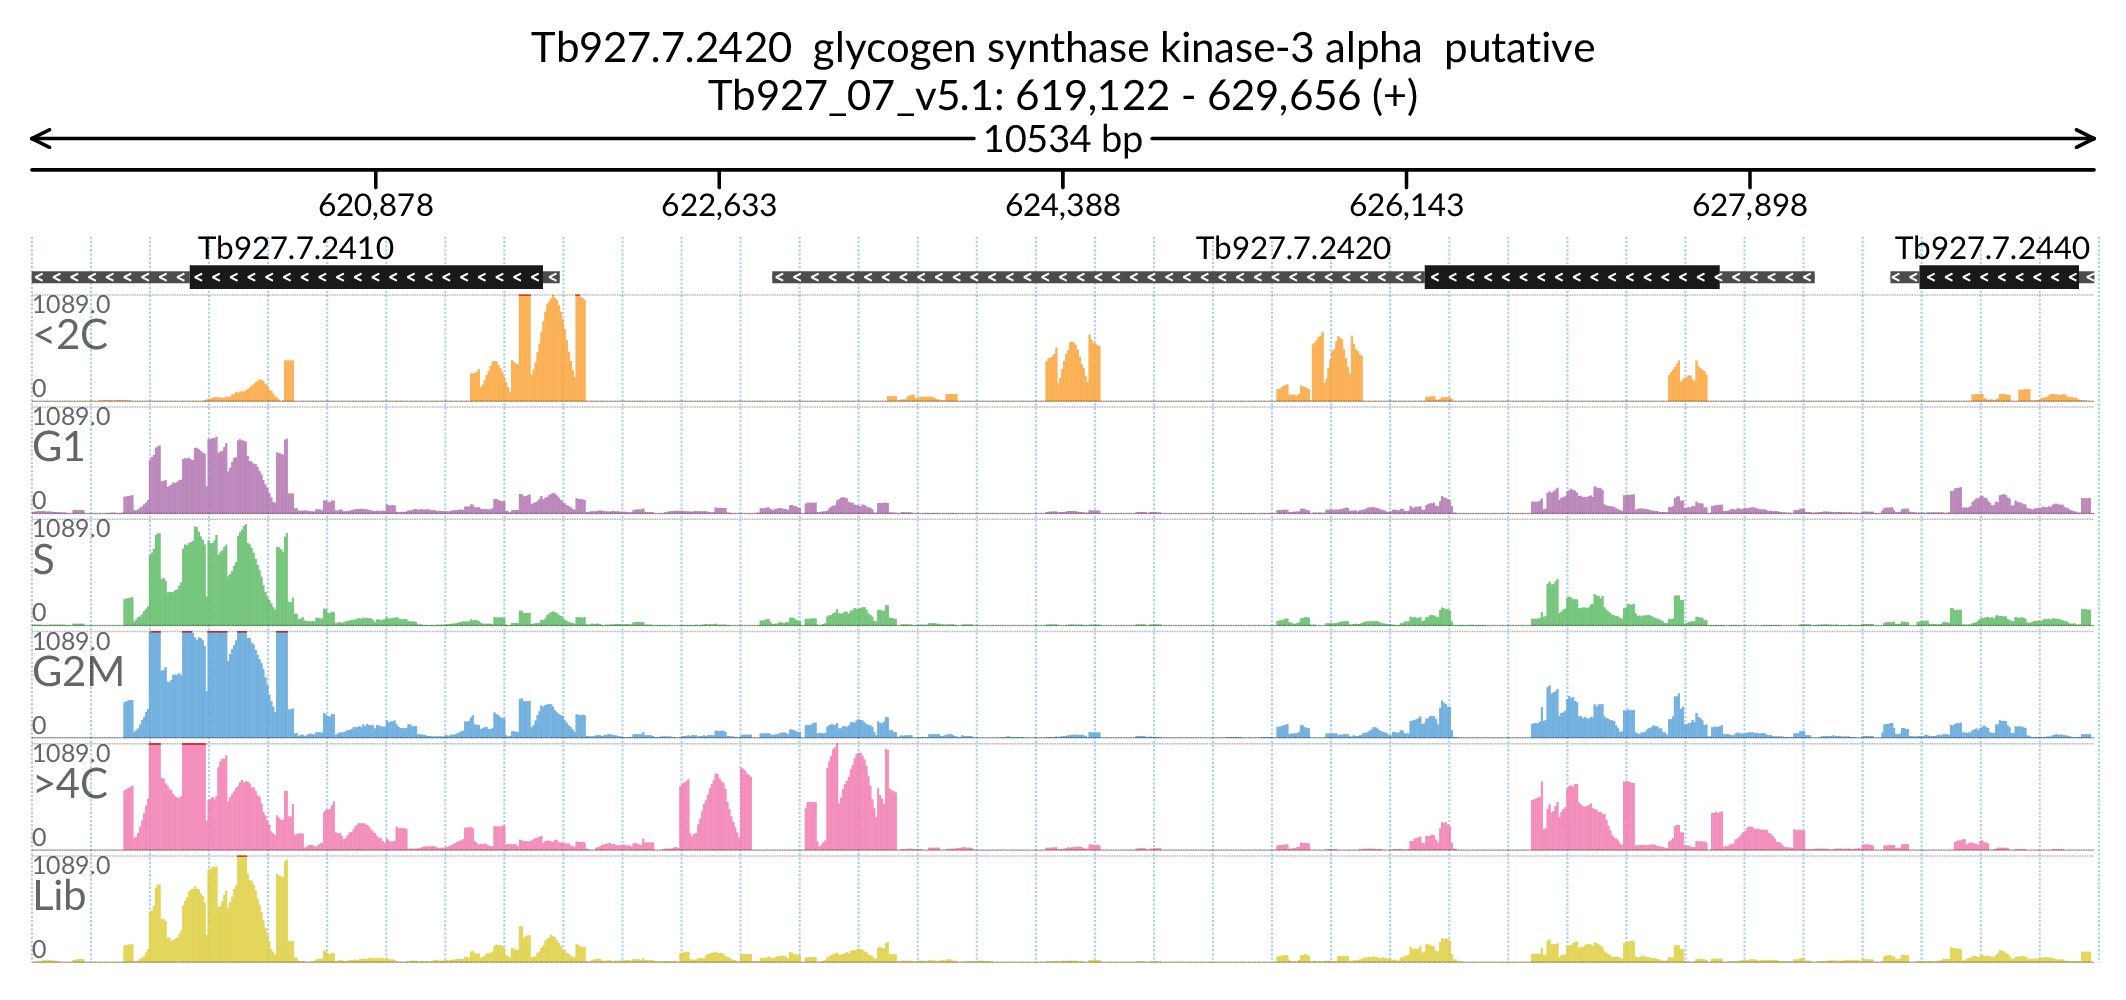 Tb927.7.2420 glycogen synthase kinase-3 alpha putative
Tb927_07_v5.1: 619,122 - 629,656 (+)
10534 bp
620,878 622,633 624,388 626,143 627,898
Tb927.7.2410 Tb927.7.2420 Tb927.7.2440
1089.0
<2C
0
1089.0
G1
0
1089.0
S
0
1089.0
G2M
0
1089.0
>4C
0
1089.0
Lib
0